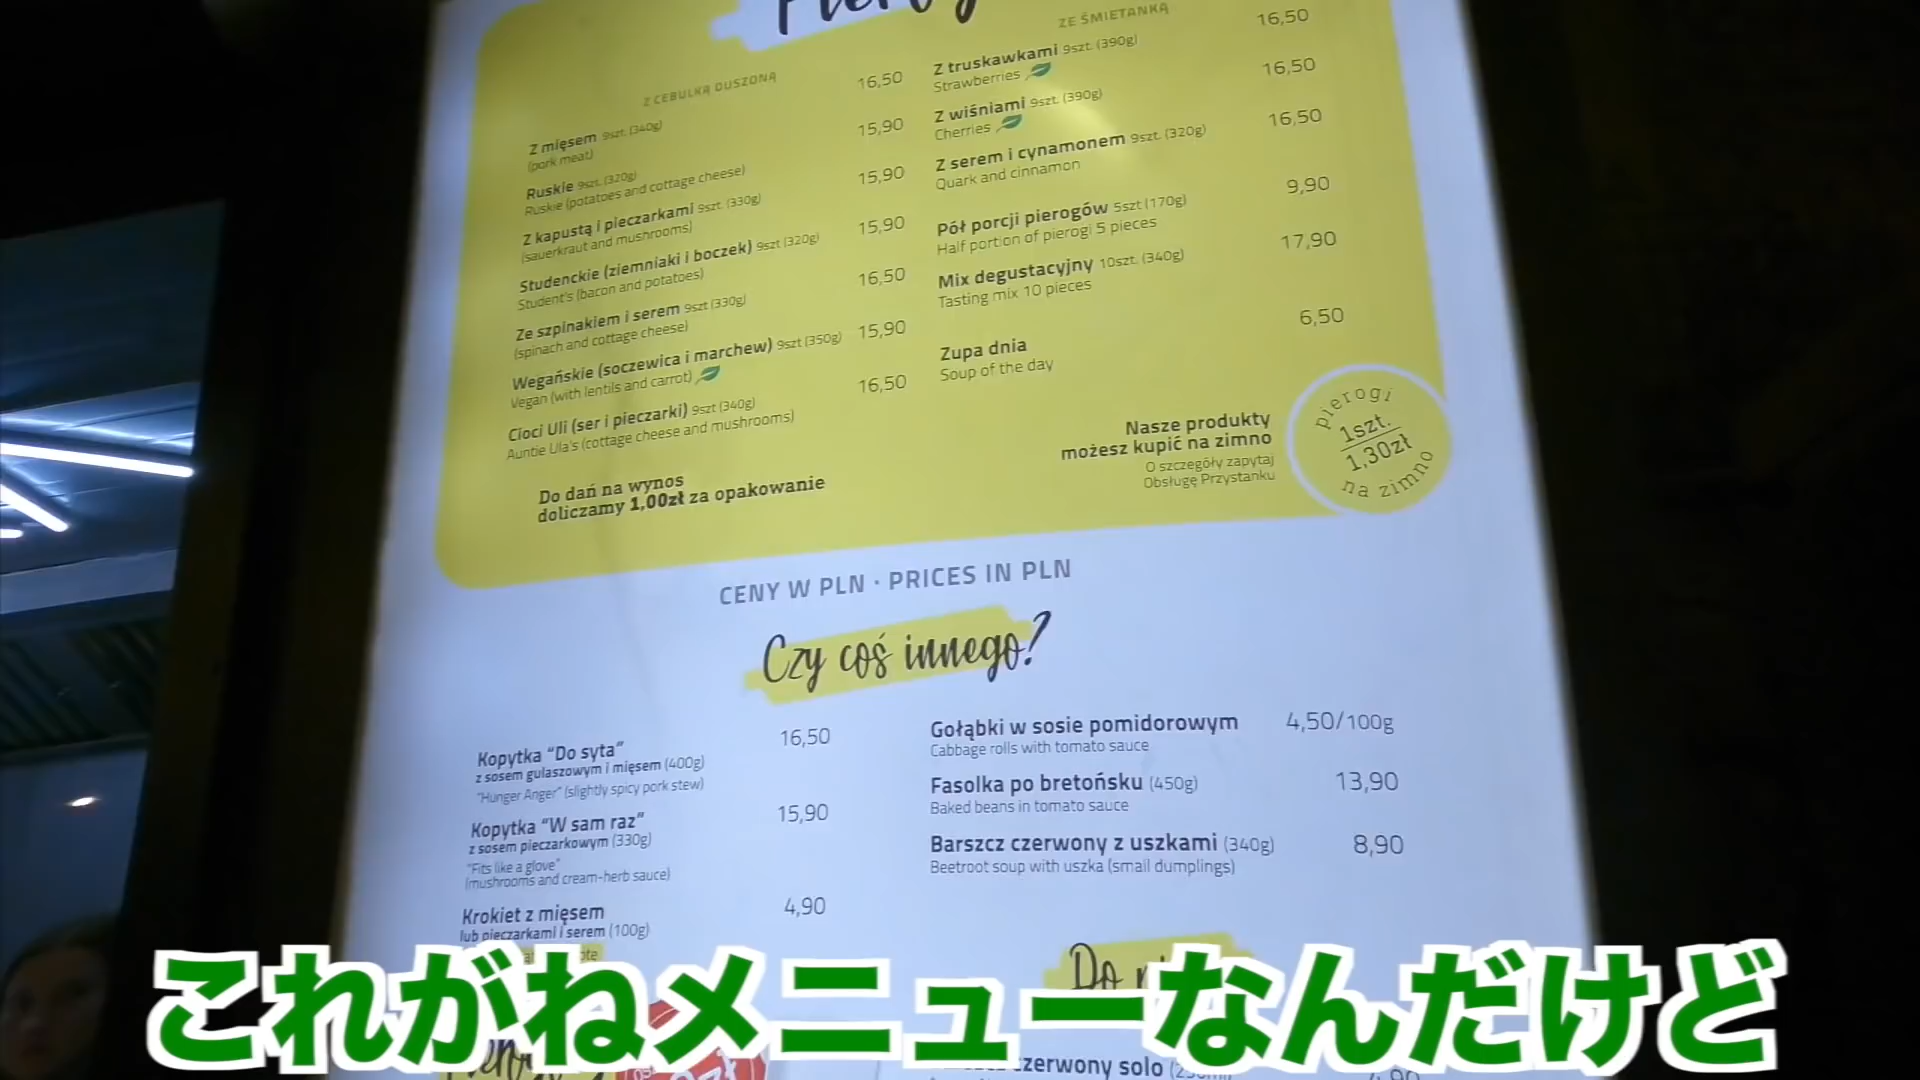 Pierog
Z CEBULKĄ DUSZONĄ
Z mięsem 9szt. (340g) 16,50
(pork meat)
Ruskie 9szt. (320g) 15,90
Ruskie (potatoes and cottage cheese)
Z kapustą i pieczarkami 9szt. (330g) 15,90
(sauerkraut and mushrooms)
Studenckie (ziemniaki i boczek) 9szt (320g) 15,90
Student's (bacon and potatoes)
Ze szpinakiem i serem 9szt (330g) 16,50
(spinach and cottage cheese)
Wegańskie (soczewica i marchew) 9szt (350g) 15,90
Vegan (with lentils and carrot)
Cioci Uli (ser i pieczarki) 9szt (340g) 16,50
Auntie Ula's (cottage cheese and mushrooms)
Do dań na wynos
doliczamy 1,00zł za opakowanie
ZE ŚMIETANKĄ
Z truskawkami 9szt. (390g) 16,50
Strawberries
Z wiśniami 9szt. (390g) 16,50
Cherries
Z serem i cynamonem 9szt. (320g) 16,50
Quark and cinnamon
Pół porcji pierogów 5szt (170g) 9,90
Half portion of pierogi 5 pieces
Mix degustacyjny 10szt. (340g) 17,90
Tasting mix 10 pieces
Zupa dnia 6,50
Soup of the day
Nasze produkty
możesz kupić na zimno
O szczegóły zapytaj
Obsługę Przystanku
pierogi
1szt.
1,30zł
na zimno
CENY W PLN · PRICES IN PLN
Czy coś innego?
Kopytka "Do syta" 16,50
z sosem gulaszowym i mięsem (400g)
"Hunger Anger" (slightly spicy pork stew)
Kopytka "W sam raz" 15,90
z sosem pieczarkowym (330g)
"Fits like a glove"
(mushrooms and cream-herb sauce)
Krokiet z mięsem 4,90
lub pieczarkami i serem (100g)
Gołąbki w sosie pomidorowym 4,50/100g
Cabbage rolls with tomato sauce
Fasolka po bretońsku (450g) 13,90
Baked beans in tomato sauce
Barszcz czerwony z uszkami (340g) 8,90
Beetroot soup with uszka (small dumplings)
Do
czerwony solo
これがねメニューなんだけど